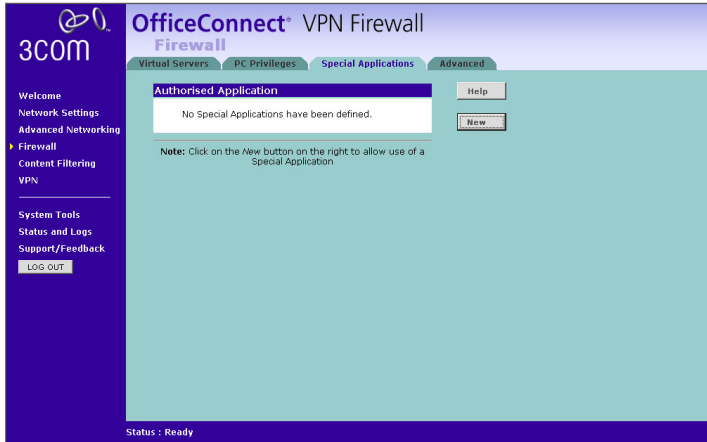 3COM
OfficeConnect® VPN Firewall
Firewall
Virtual Servers
PC Privileges
Special Applications
Advanced
Welcome
Network Settings
Advanced Networking
Firewall
Content Filtering
VPN
System Tools
Status and Logs
Support/Feedback
LOG OUT
Authorised Application
No Special Applications have been defined.
Note: Click on the New button on the right to allow use of a
Special Application
Help
New
Status : Ready